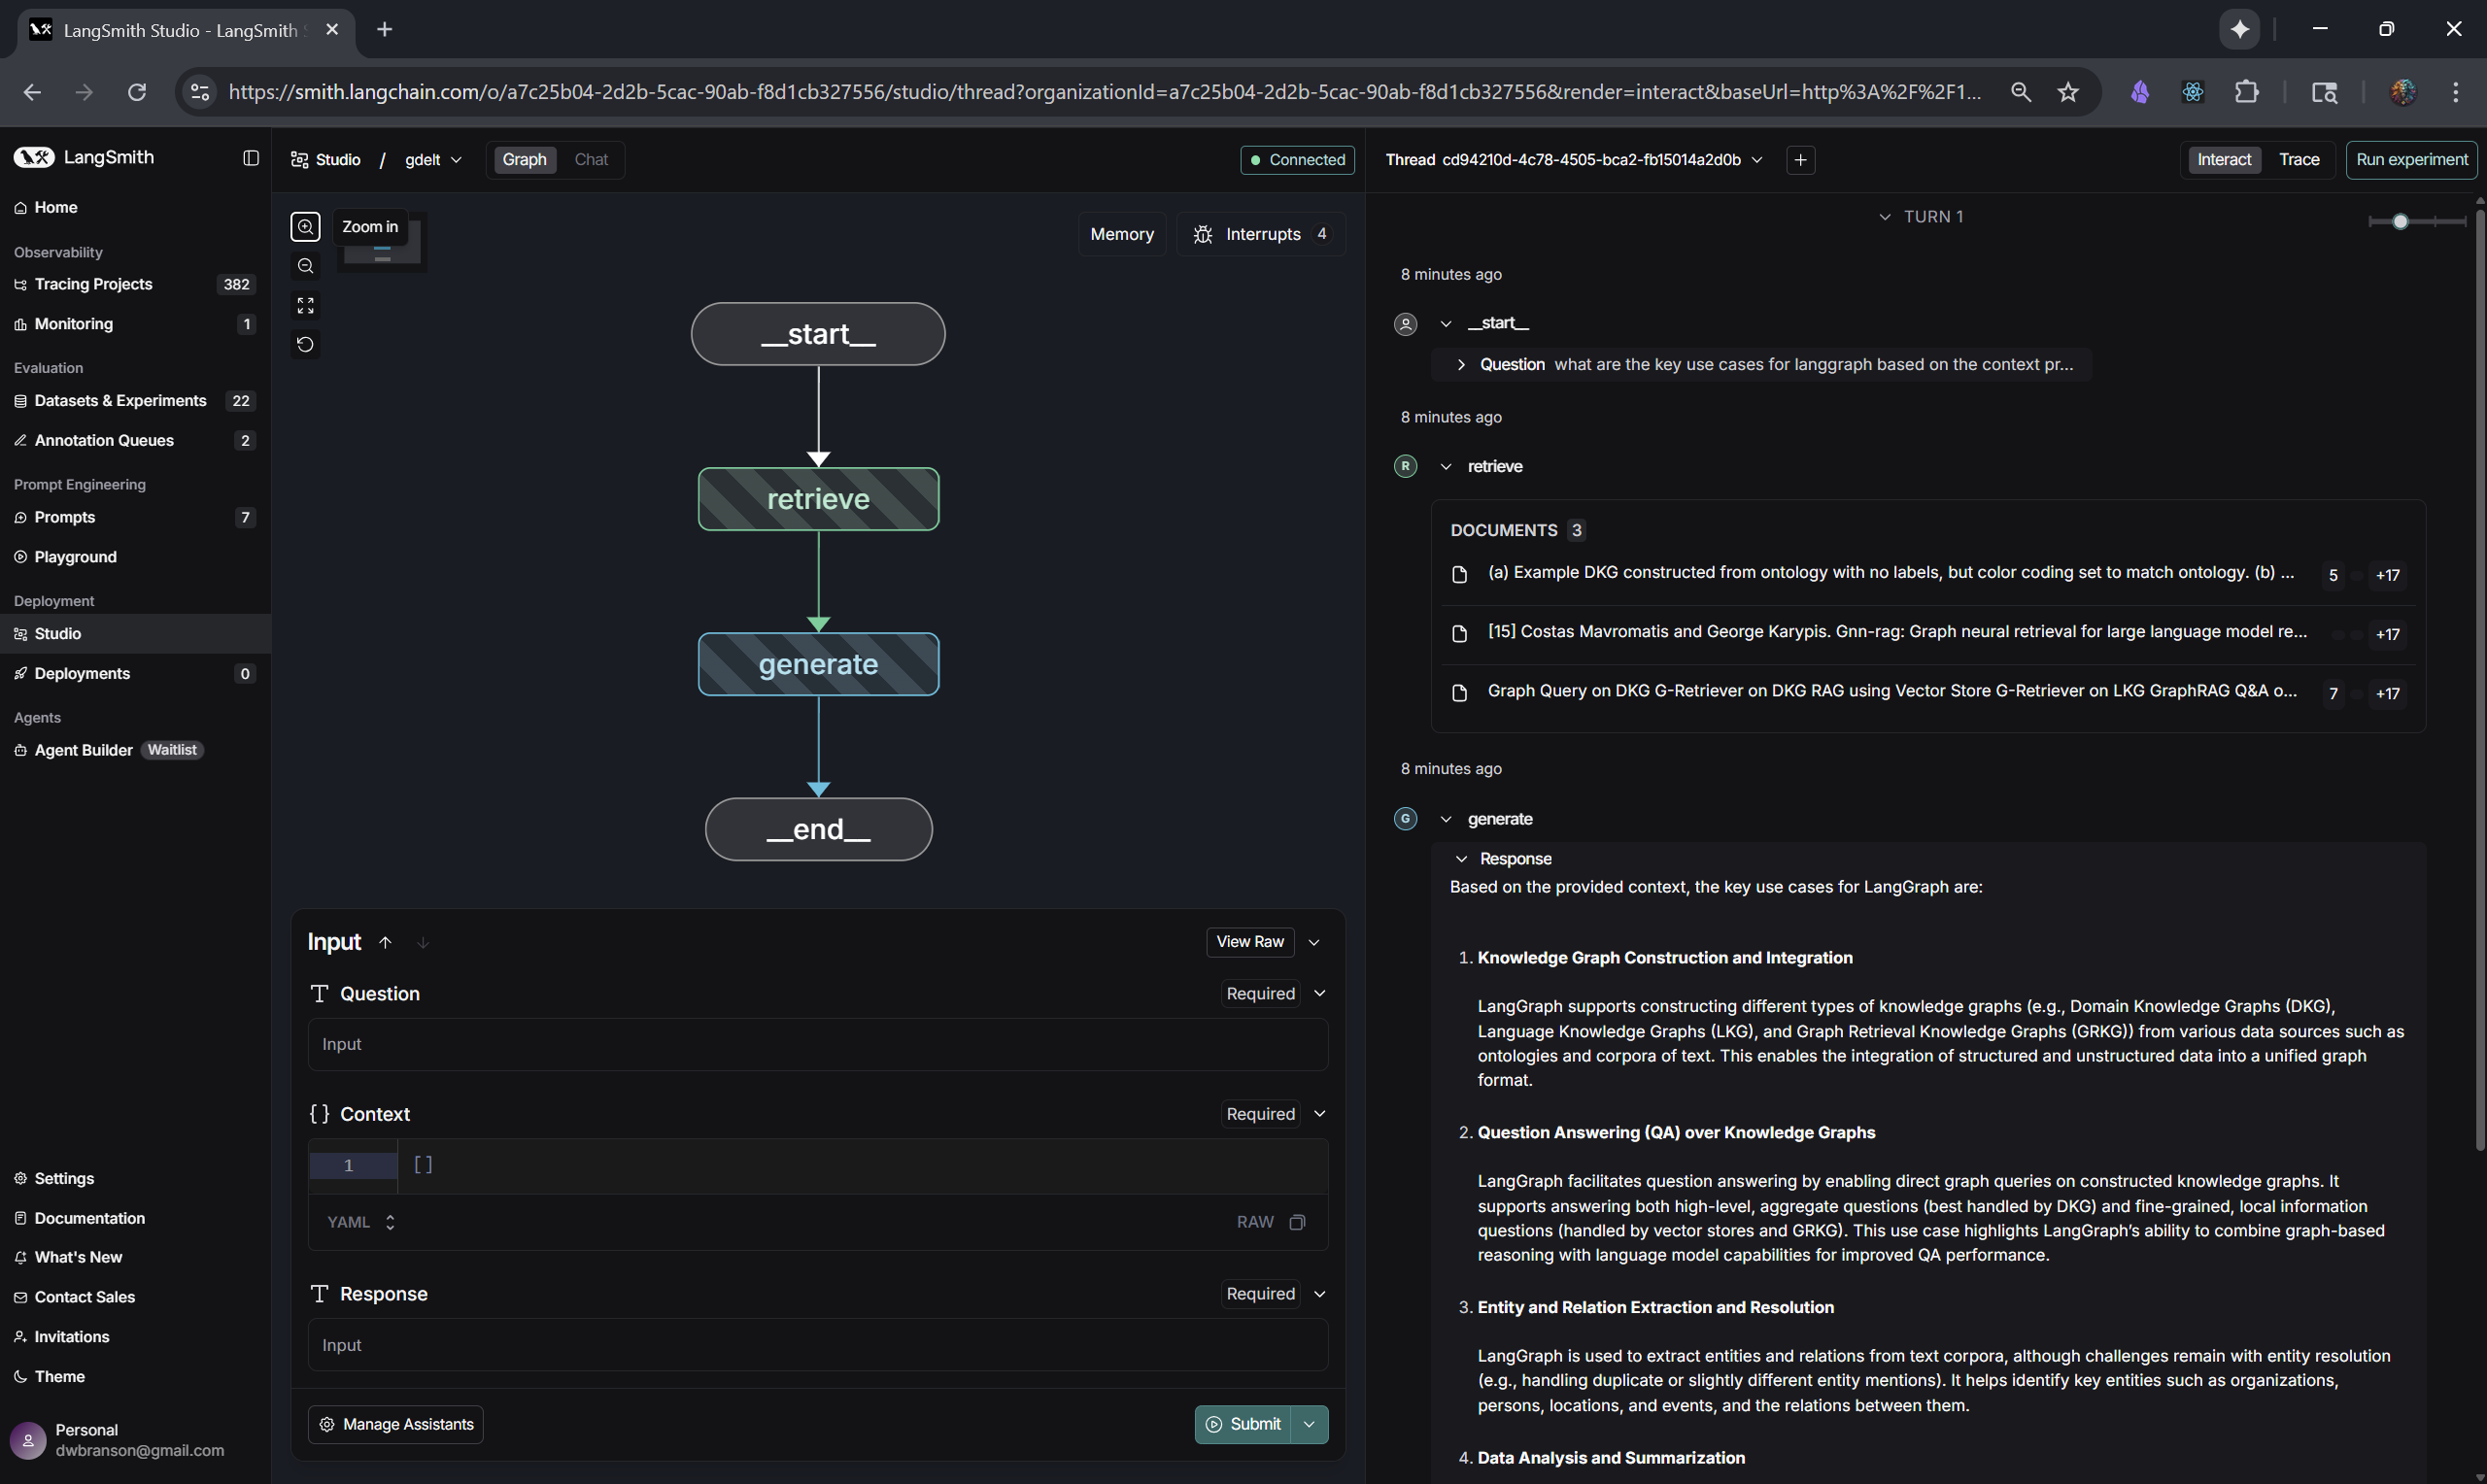 LangSmith Studio - LangSmith
https://smith.langchain.com/o/a7c25b04-2d2b-5cac-90ab-f8d1cb327556/studio/thread?organizationId=a7c25b04-2d2b-5cac-90ab-f8d1cb327556&render=interact&baseUrl=http%3A%2F%2F1...
LangSmith
Home
Observability
Tracing Projects 382
Monitoring 1
Evaluation
Datasets & Experiments 22
Annotation Queues 2
Prompt Engineering
Prompts 7
Playground
Deployment
Studio
Deployments 0
Agents
Agent Builder Waitlist
Settings
Documentation
What's New
Contact Sales
Invitations
Theme
Personal
dwbranson@gmail.com
Studio / gdelt Graph Chat Connected
Zoom in
Memory Interrupts 4
__start__
retrieve
generate
__end__
Input View Raw
Question Required
Input
Context Required
1 []
YAML RAW
Response Required
Input
Manage Assistants Submit
Thread cd94210d-4c78-4505-bca2-fb15014a2d0b + Interact Trace Run experiment
TURN 1
8 minutes ago
__start__
Question what are the key use cases for langgraph based on the context pr...
8 minutes ago
R retrieve
DOCUMENTS 3
(a) Example DKG constructed from ontology with no labels, but color coding set to match ontology. (b) ... 5 +17
[15] Costas Mavromatis and George Karypis. Gnn-rag: Graph neural retrieval for large language model re... +17
Graph Query on DKG G-Retriever on DKG RAG using Vector Store G-Retriever on LKG GraphRAG Q&A o... 7 +17
8 minutes ago
G generate
Response
Based on the provided context, the key use cases for LangGraph are:
1. Knowledge Graph Construction and Integration
LangGraph supports constructing different types of knowledge graphs (e.g., Domain Knowledge Graphs (DKG),
Language Knowledge Graphs (LKG), and Graph Retrieval Knowledge Graphs (GRKG)) from various data sources such as
ontologies and corpora of text. This enables the integration of structured and unstructured data into a unified graph
format.
2. Question Answering (QA) over Knowledge Graphs
LangGraph facilitates question answering by enabling direct graph queries on constructed knowledge graphs. It
supports answering both high-level, aggregate questions (best handled by DKG) and fine-grained, local information
questions (handled by vector stores and GRKG). This use case highlights LangGraph's ability to combine graph-based
reasoning with language model capabilities for improved QA performance.
3. Entity and Relation Extraction and Resolution
LangGraph is used to extract entities and relations from text corpora, although challenges remain with entity resolution
(e.g., handling duplicate or slightly different entity mentions). It helps identify key entities such as organizations,
persons, locations, and events, and the relations between them.
4. Data Analysis and Summarization